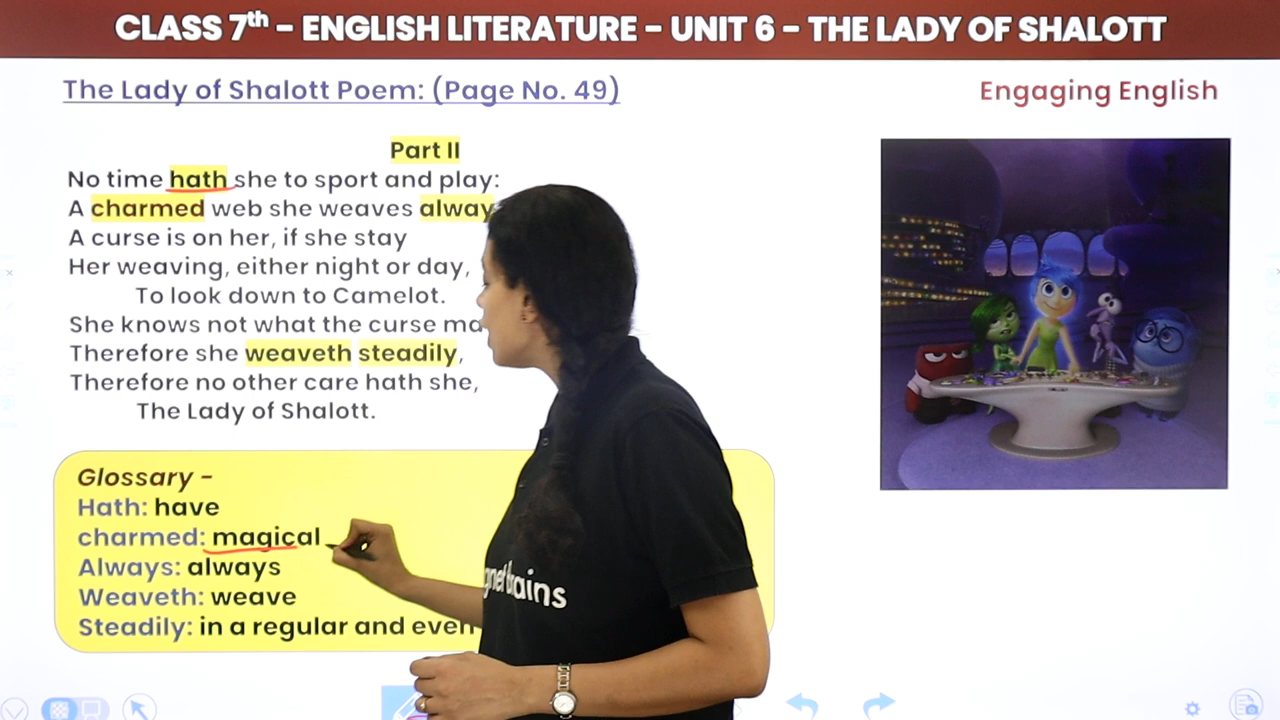 CLASS 7th - ENGLISH LITERATURE - UNIT 6 - THE LADY OF SHALOTT
The Lady of Shalott Poem: (Page No. 49)
Engaging English
Part II
No time hath she to sport and play:
A charmed web she weaves alway
A curse is on her, if she stay
Her weaving, either night or day,
To look down to Camelot.
She knows not what the curse
Therefore she weaveth steadily,
Therefore no other care hath she,
The Lady of Shalott.
Glossary -
Hath: have
charmed: magical
Always: always
Weaveth: weave
Steadily: in a regular and even